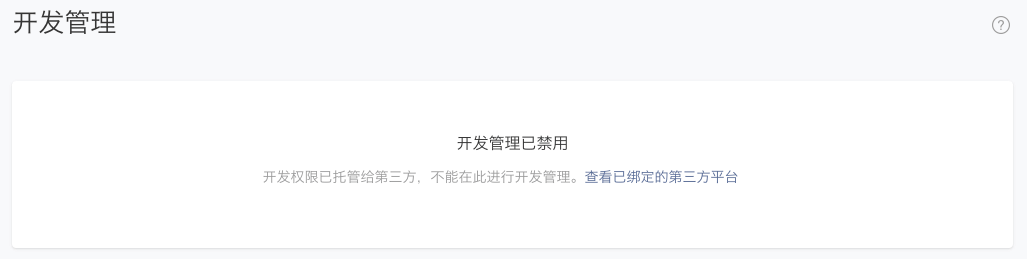 开发管理
开发管理已禁用
开发权限已托管给第三方，不能在此进行开发管理。查看已绑定的第三方平台